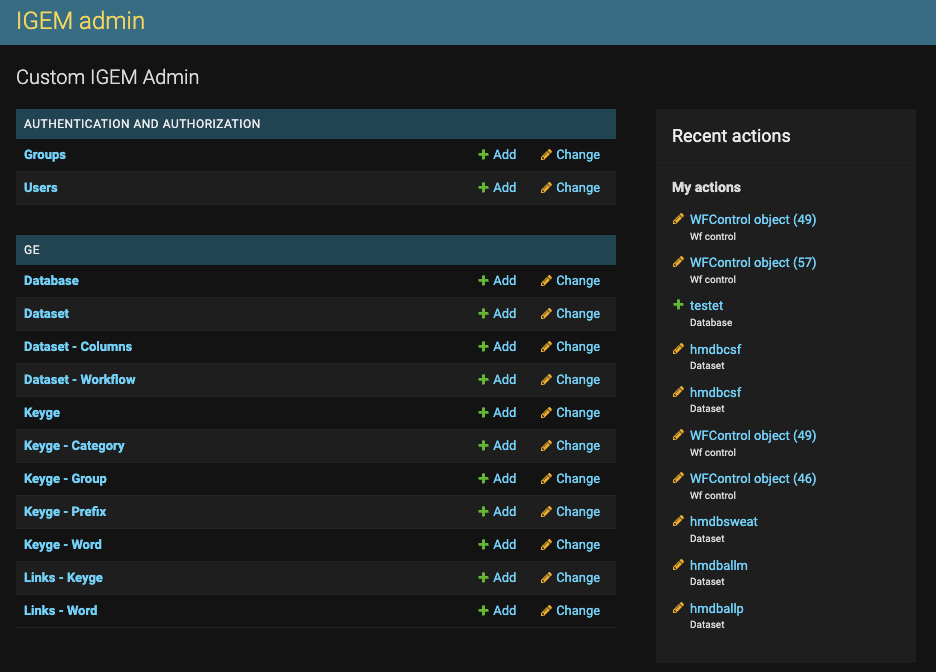 IGEM admin
Custom IGEM Admin
AUTHENTICATION AND AUTHORIZATION
Groups Add Change
Users Add Change
GE
Database Add Change
Dataset Add Change
Dataset - Columns Add Change
Dataset - Workflow Add Change
Keyge Add Change
Keyge - Category Add Change
Keyge - Group Add Change
Keyge - Prefix Add Change
Keyge - Word Add Change
Links - Keyge Add Change
Links - Word Add Change
Recent actions
My actions
WFControl object (49)
Wf control
WFControl object (57)
Wf control
testet
Database
hmdbcsf
Dataset
hmdbcsf
Dataset
WFControl object (49)
Wf control
WFControl object (46)
Wf control
hmdbsweat
Dataset
hmdballm
Dataset
hmdballp
Dataset